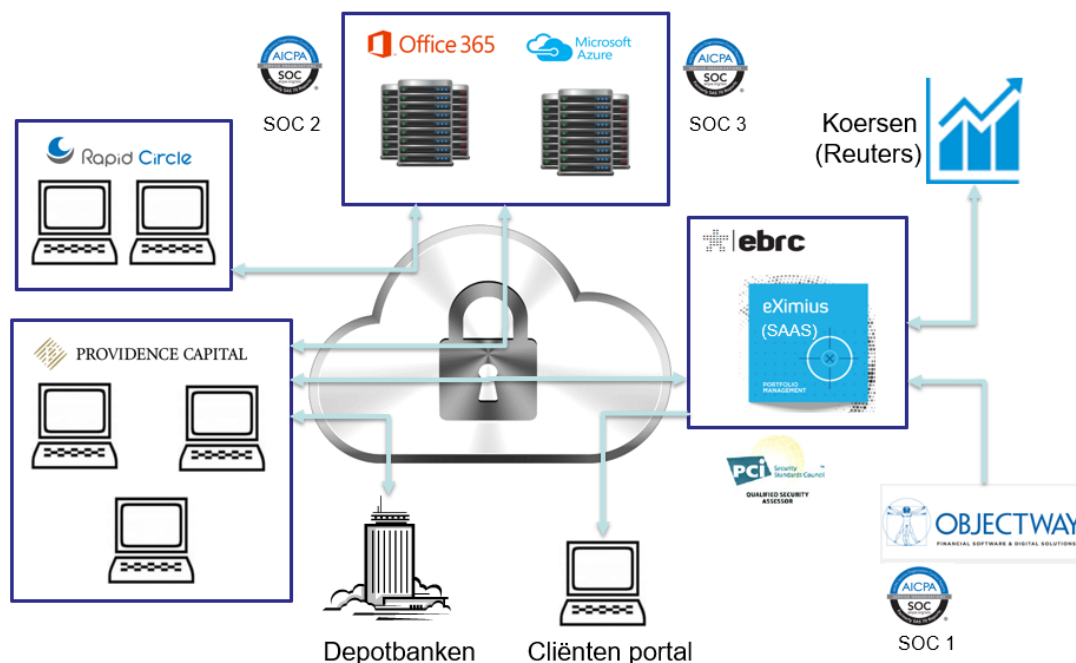 Office 365
Microsoft
Azure
AICPA
SOC
SOC 2
AICPA
SOC
SOC 3
Koersen
(Reuters)
Rapid Circle
ebrc
eXimius
(SAAS)
PORTFOLIO
MANAGEMENT
PROVIDENCE CAPITAL
PCi Security
Standards Council
QUALIFIED SECURITY
ASSESSOR
OBJECTWAY
FINANCIAL SOFTWARE & DIGITAL SOLUTIONS
AICPA
SOC
SOC 1
Depotbanken
Cliënten portal